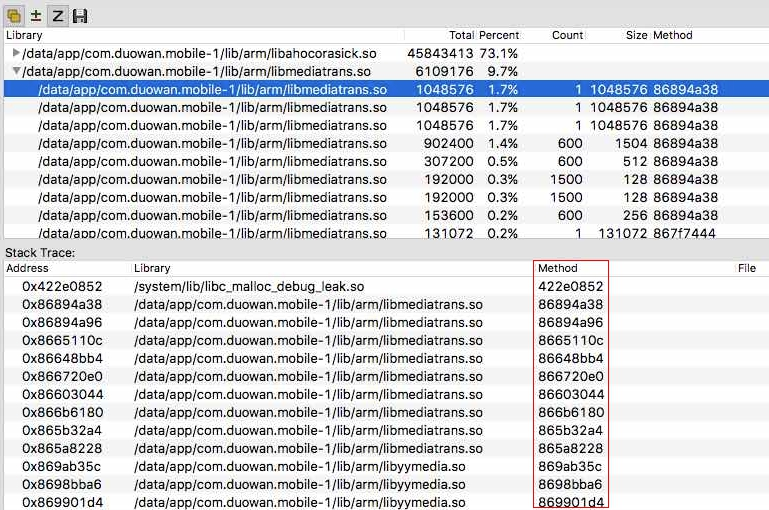 Z
Library Total Percent Count Size Method
/data/app/com.duowan.mobile-1/lib/arm/libahocorasick.so 45843413 73.1%
/data/app/com.duowan.mobile-1/lib/arm/libmediatrans.so 6109176 9.7%
/data/app/com.duowan.mobile-1/lib/arm/libmediatrans.so 1048576 1.7% 1 1048576 86894a38
/data/app/com.duowan.mobile-1/lib/arm/libmediatrans.so 1048576 1.7% 1 1048576 86894a38
/data/app/com.duowan.mobile-1/lib/arm/libmediatrans.so 1048576 1.7% 1 1048576 86894a38
/data/app/com.duowan.mobile-1/lib/arm/libmediatrans.so 902400 1.4% 600 1504 86894a38
/data/app/com.duowan.mobile-1/lib/arm/libmediatrans.so 307200 0.5% 600 512 86894a38
/data/app/com.duowan.mobile-1/lib/arm/libmediatrans.so 192000 0.3% 1500 128 86894a38
/data/app/com.duowan.mobile-1/lib/arm/libmediatrans.so 192000 0.3% 1500 128 86894a38
/data/app/com.duowan.mobile-1/lib/arm/libmediatrans.so 153600 0.2% 600 256 86894a38
/data/app/com.duowan.mobile-1/lib/arm/libmediatrans.so 131072 0.2% 1 131072 867f7444
Stack Trace:
Address Library Method File
0x422e0852 /system/lib/libc_malloc_debug_leak.so 422e0852
0x86894a38 /data/app/com.duowan.mobile-1/lib/arm/libmediatrans.so 86894a38
0x86894a96 /data/app/com.duowan.mobile-1/lib/arm/libmediatrans.so 86894a96
0x8665110c /data/app/com.duowan.mobile-1/lib/arm/libmediatrans.so 8665110c
0x86648bb4 /data/app/com.duowan.mobile-1/lib/arm/libmediatrans.so 86648bb4
0x866720e0 /data/app/com.duowan.mobile-1/lib/arm/libmediatrans.so 866720e0
0x86603044 /data/app/com.duowan.mobile-1/lib/arm/libmediatrans.so 86603044
0x866b6180 /data/app/com.duowan.mobile-1/lib/arm/libmediatrans.so 866b6180
0x865b32a4 /data/app/com.duowan.mobile-1/lib/arm/libmediatrans.so 865b32a4
0x865a8228 /data/app/com.duowan.mobile-1/lib/arm/libmediatrans.so 865a8228
0x869ab35c /data/app/com.duowan.mobile-1/lib/arm/libyymedia.so 869ab35c
0x8698bba6 /data/app/com.duowan.mobile-1/lib/arm/libyymedia.so 8698bba6
0x869901d4 /data/app/com.duowan.mobile-1/lib/arm/libyymedia.so 869901d4